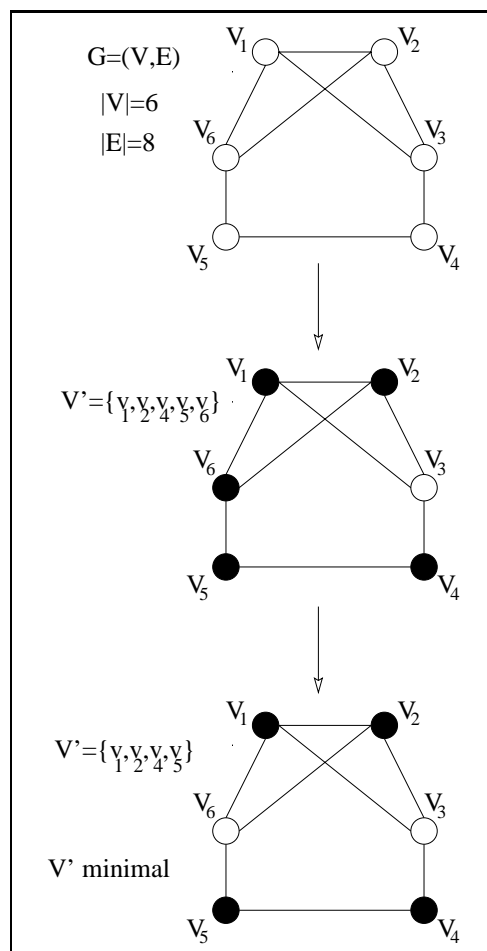 G=(V,E)
|V|=6
|E|=8
V1
V2
V6
V3
V5
V4
V'={v1,v2,v4,v5,v6}
V1
V2
V6
V3
V5
V4
V'={v1,v2,v4,v5}
V1
V2
V6
V3
V' minimal
V5
V4